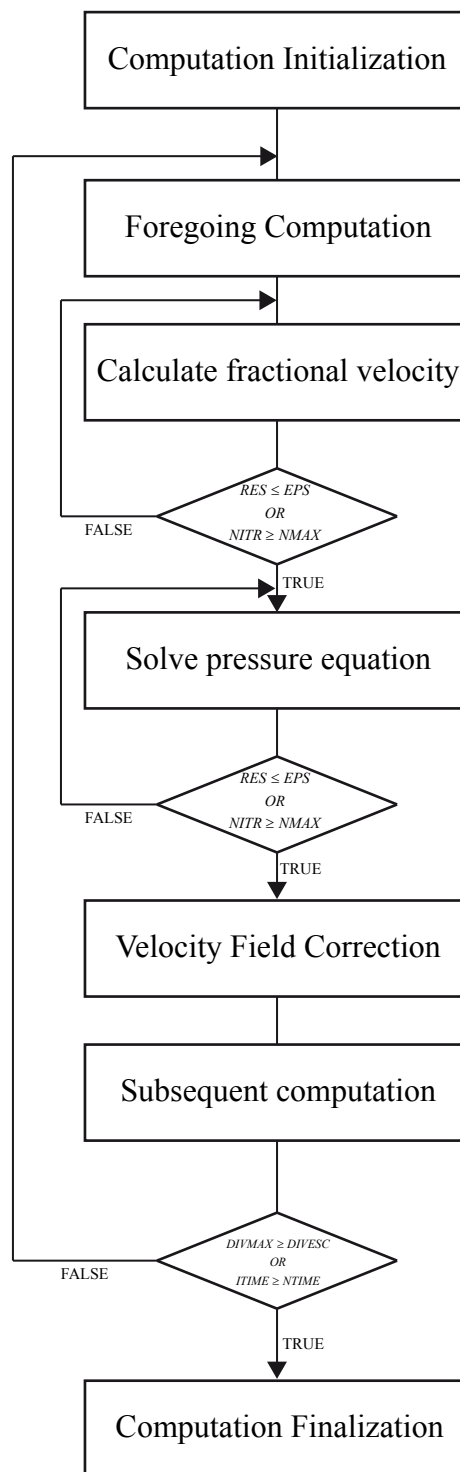 Computation Initialization
Foregoing Computation
Calculate fractional velocity
RES ≤ EPS
OR
NITR ≥ NMAX
FALSE
TRUE
Solve pressure equation
RES ≤ EPS
OR
NITR ≥ NMAX
FALSE
TRUE
Velocity Field Correction
Subsequent computation
DIVMAX ≥ DIVESC
OR
ITIME ≥ NTIME
FALSE
TRUE
Computation Finalization